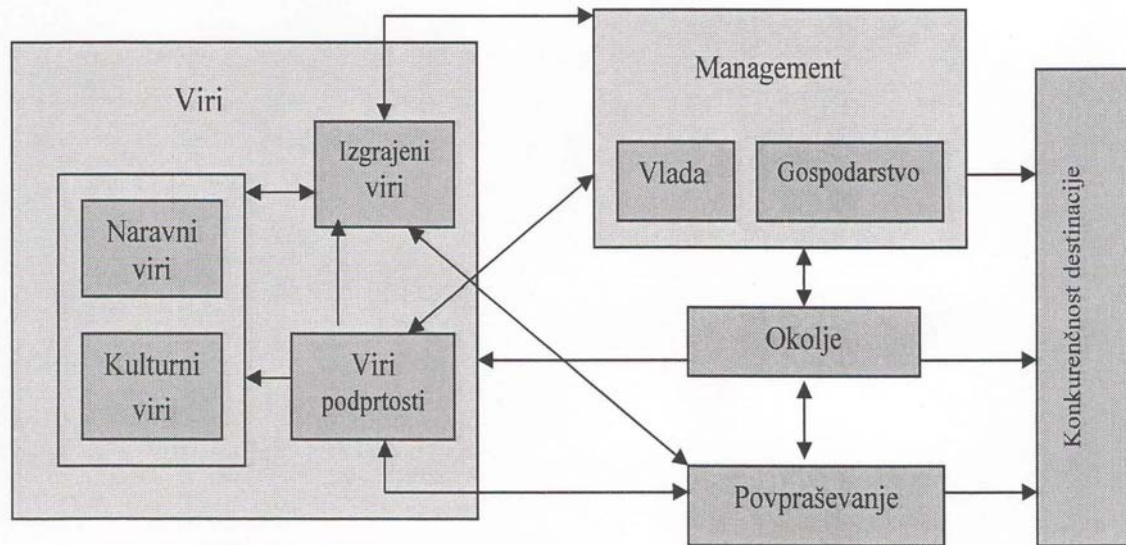 Viri
Izgrajeni
viri
Naravni
viri
Kulturni
viri
Viri
podprtosti
Management
Vlada
Gospodarstvo
Okolje
Povpraševanje
Konkurenčnost destinacije